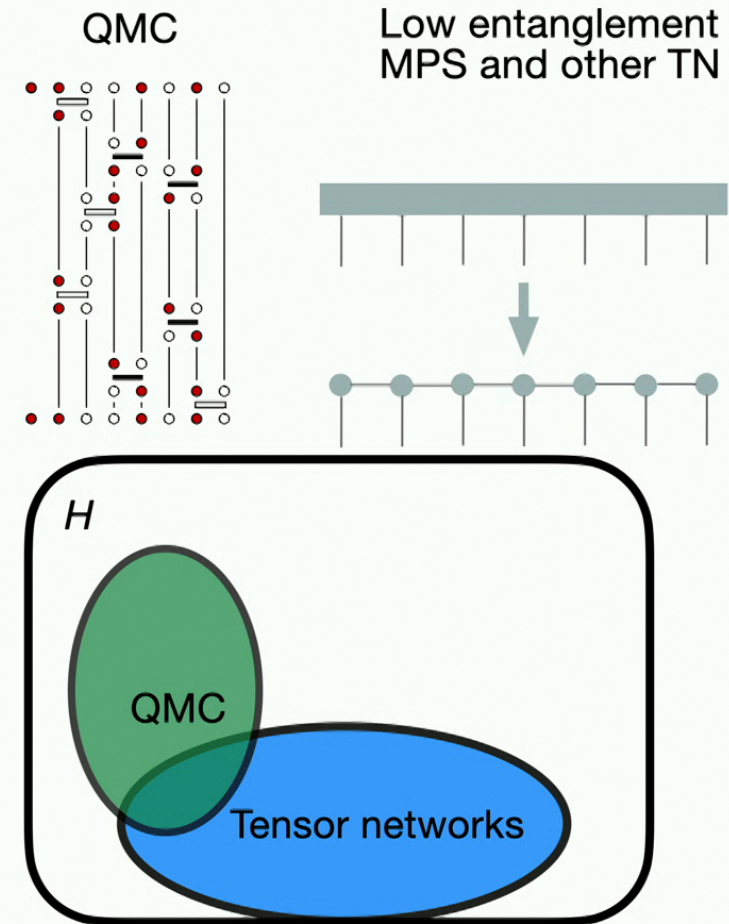 QMC
Low entanglement
MPS and other TN
H
QMC
Tensor networks